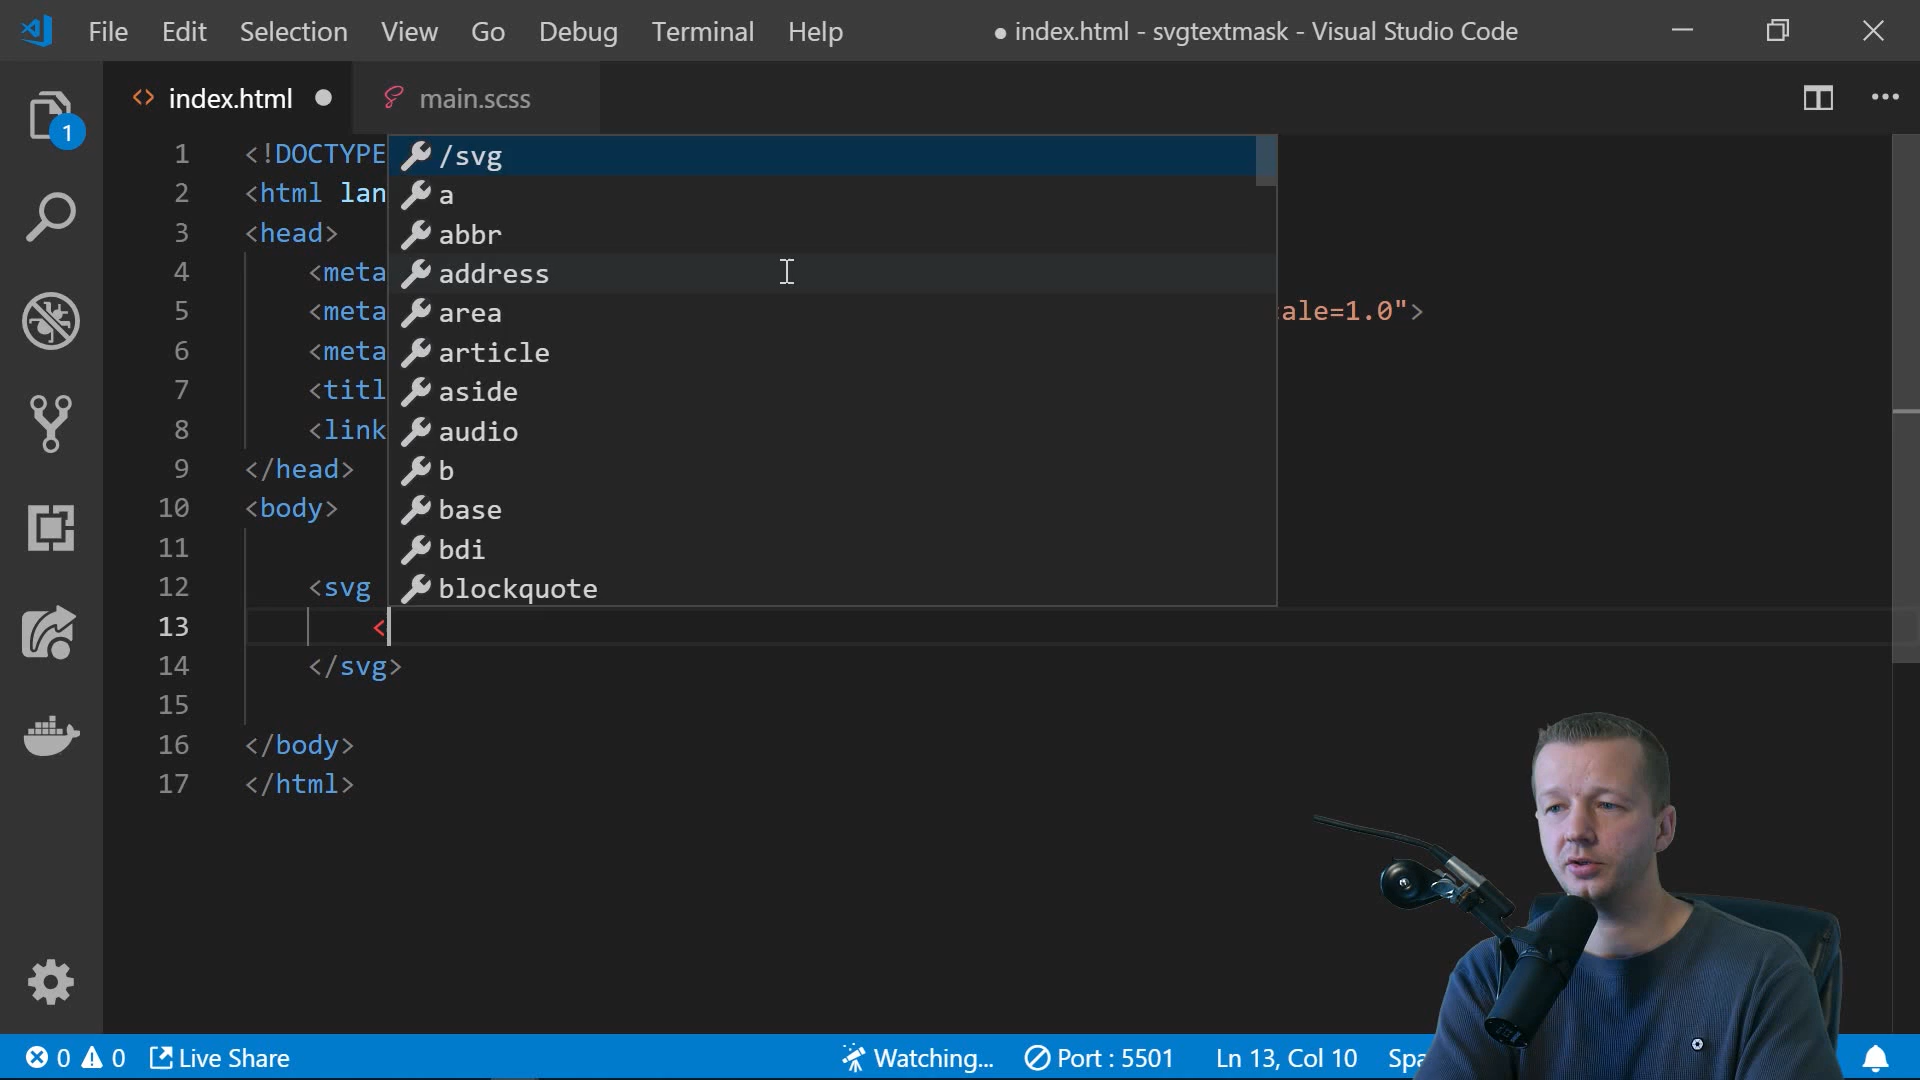 File Edit Selection View Go Debug Terminal Help
● index.html - svgtextmask - Visual Studio Code
1
<> index.html ● main.scss
1 <!DOCTYPE
2 <html lan
3 <head>
4 <meta
5 <meta ale=1.0">
6 <meta
7 <titl
8 <link
9 </head>
10 <body>
11
12 <svg
13 <
14 </svg>
15
16 </body>
17 </html>
/svg
a
abbr
address
area
article
aside
audio
b
base
bdi
blockquote
0 0 Live Share Watching... Port : 5501 Ln 13, Col 10 Spa